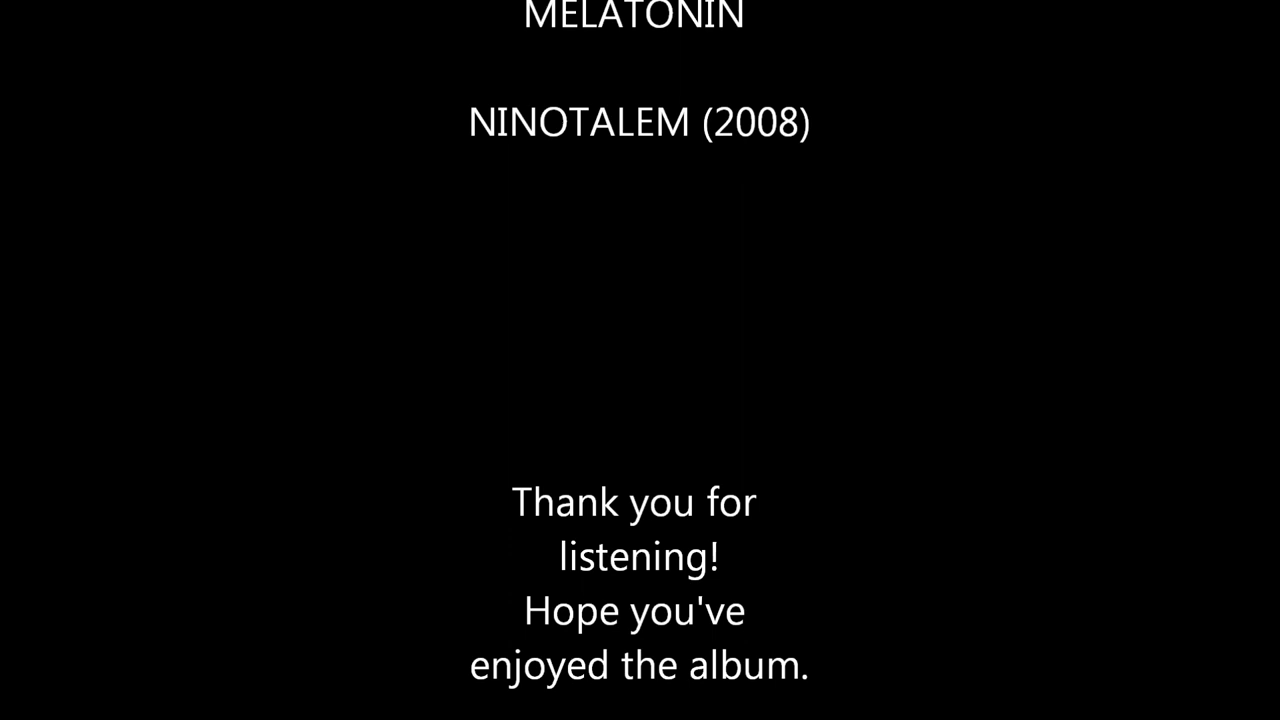 MELATONIN
NINOTALEM (2008)
Thank you for
listening!
Hope you've
enjoyed the album.